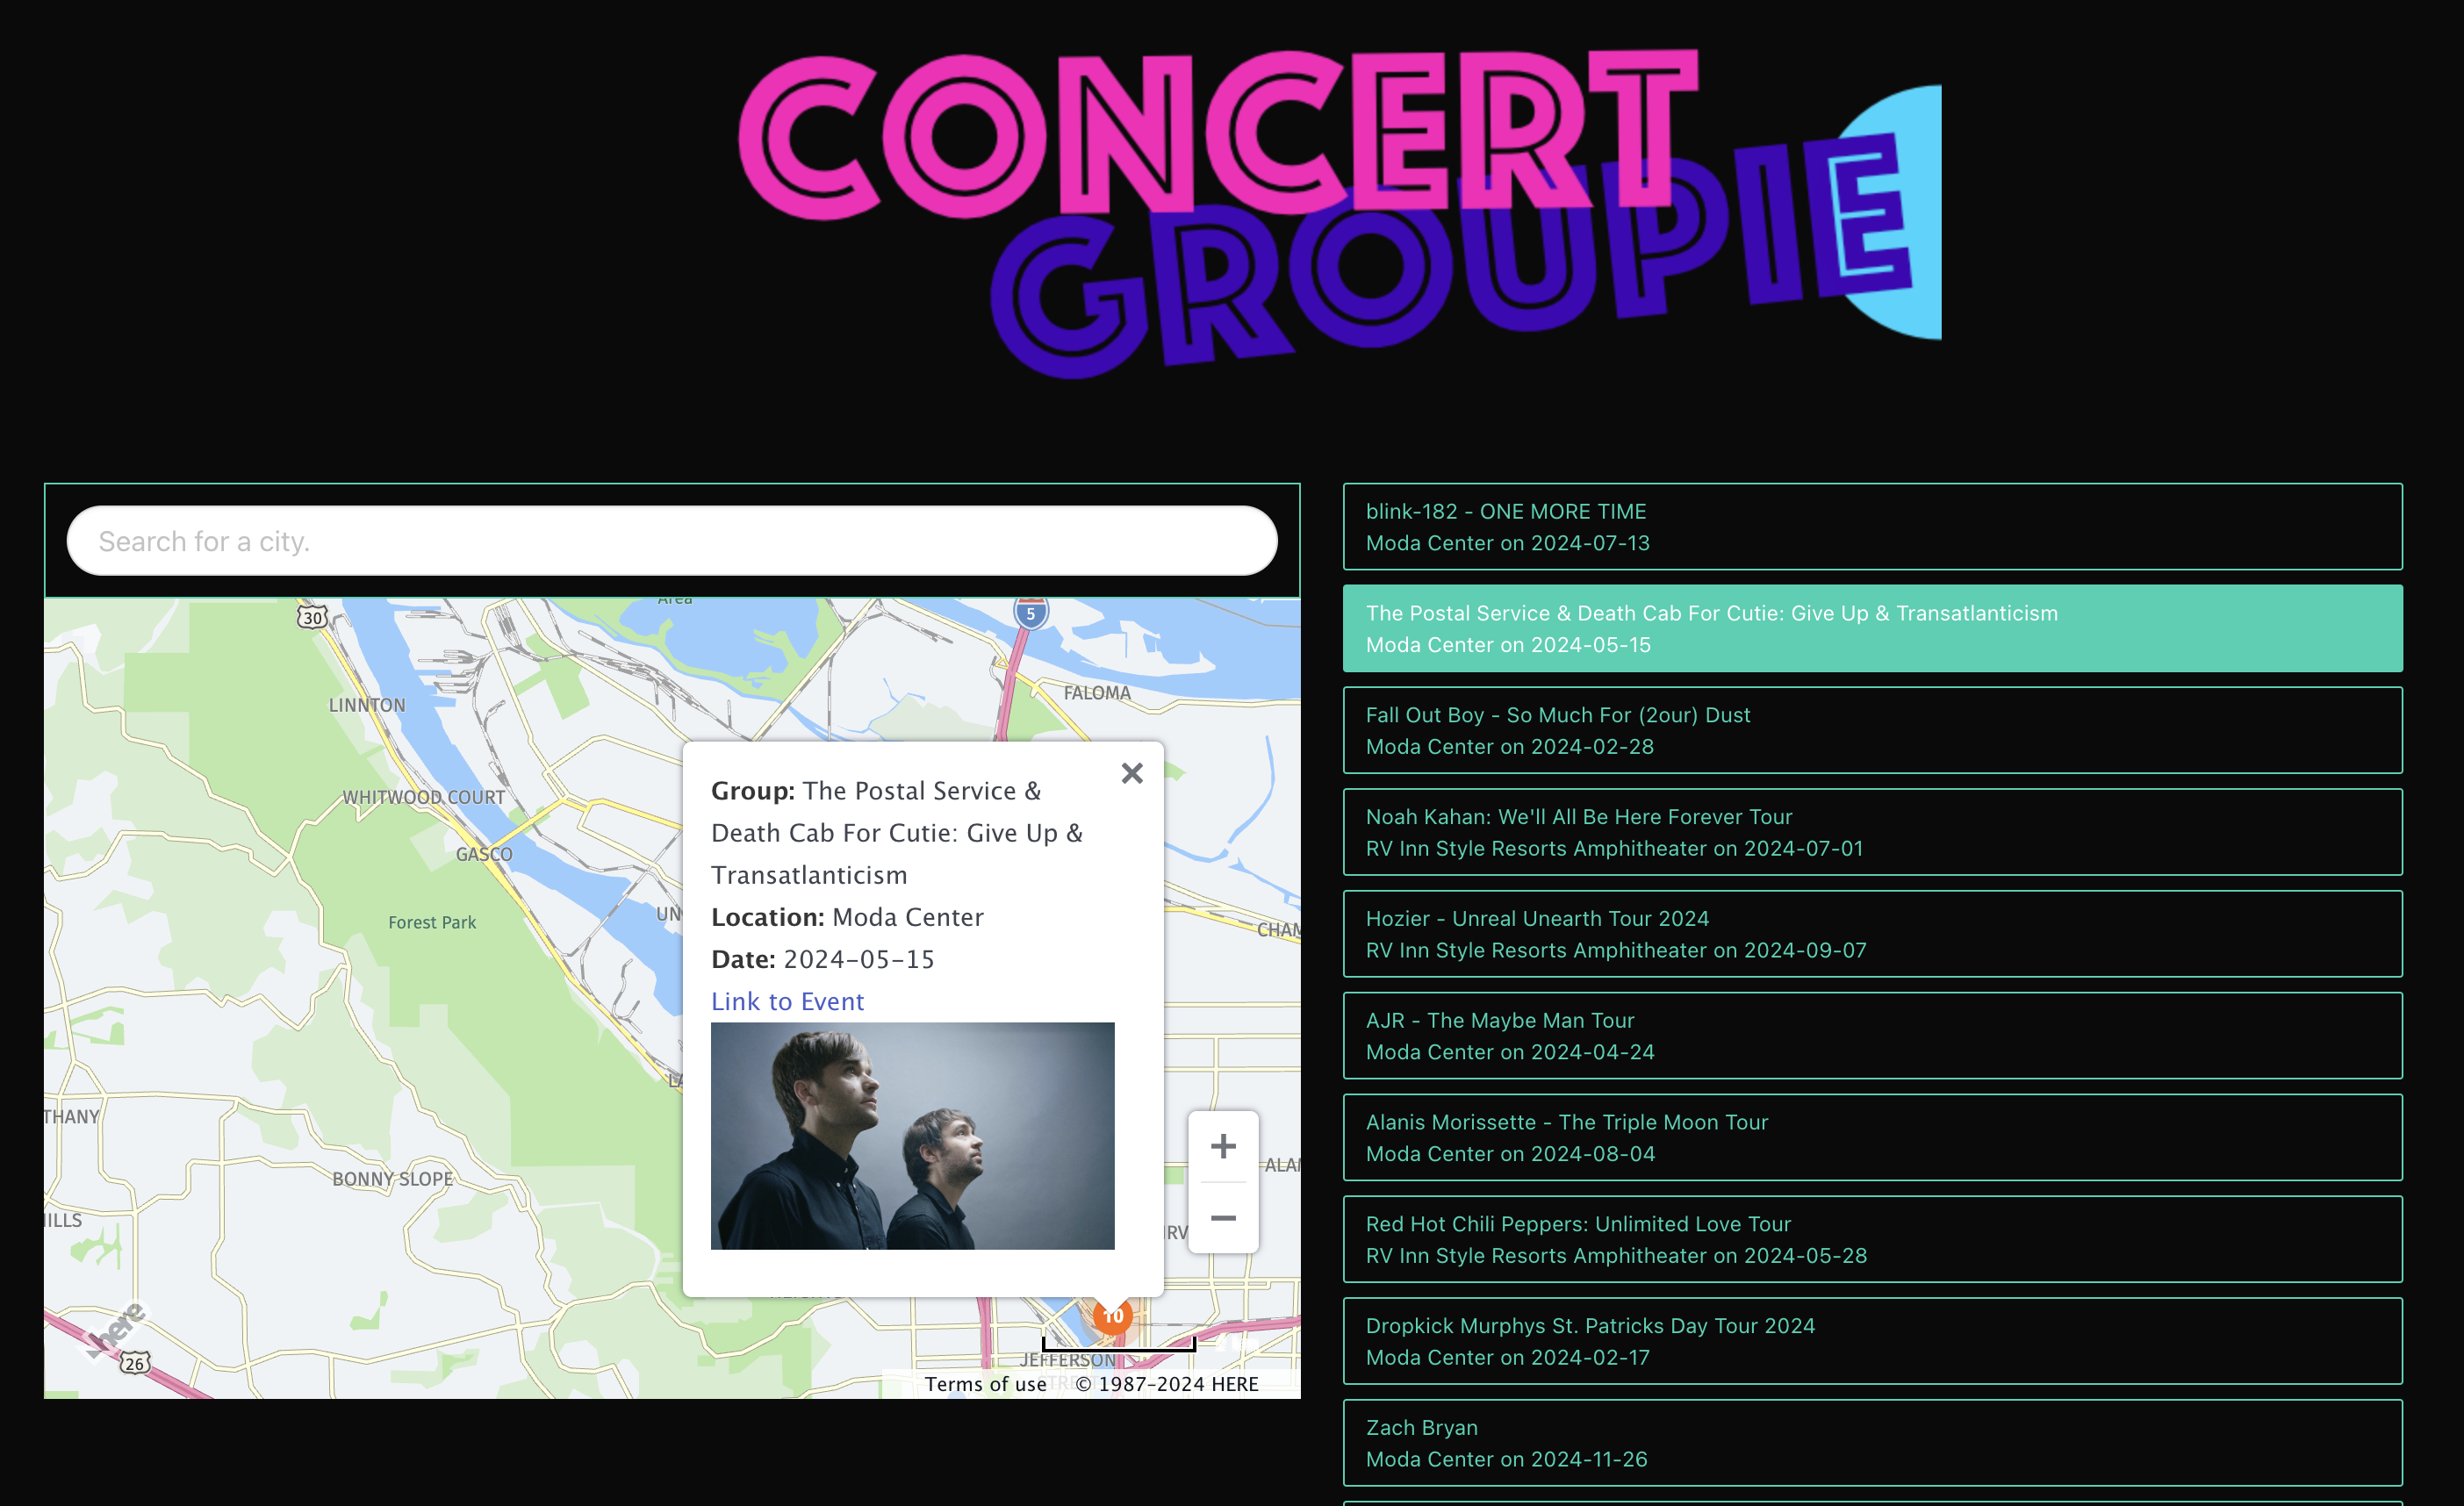 CONCERT
GROUPIE
Search for a city.
Area
30
5
LINNTON
FALOMA
WHITWOOD COURT
GASCO
Forest Park
UN
CHAM
LA
THANY
BONNY SLOPE
ALAM
HILLS
IRV
26
here
JEFFERSON
Group: The Postal Service &
Death Cab For Cutie: Give Up &
Transatlanticism
Location: Moda Center
Date: 2024-05-15
Link to Event
10
Terms of use © 1987-2024 HERE
blink-182 - ONE MORE TIME
Moda Center on 2024-07-13
The Postal Service & Death Cab For Cutie: Give Up & Transatlanticism
Moda Center on 2024-05-15
Fall Out Boy - So Much For (2our) Dust
Moda Center on 2024-02-28
Noah Kahan: We'll All Be Here Forever Tour
RV Inn Style Resorts Amphitheater on 2024-07-01
Hozier - Unreal Unearth Tour 2024
RV Inn Style Resorts Amphitheater on 2024-09-07
AJR - The Maybe Man Tour
Moda Center on 2024-04-24
Alanis Morissette - The Triple Moon Tour
Moda Center on 2024-08-04
Red Hot Chili Peppers: Unlimited Love Tour
RV Inn Style Resorts Amphitheater on 2024-05-28
Dropkick Murphys St. Patricks Day Tour 2024
Moda Center on 2024-02-17
Zach Bryan
Moda Center on 2024-11-26